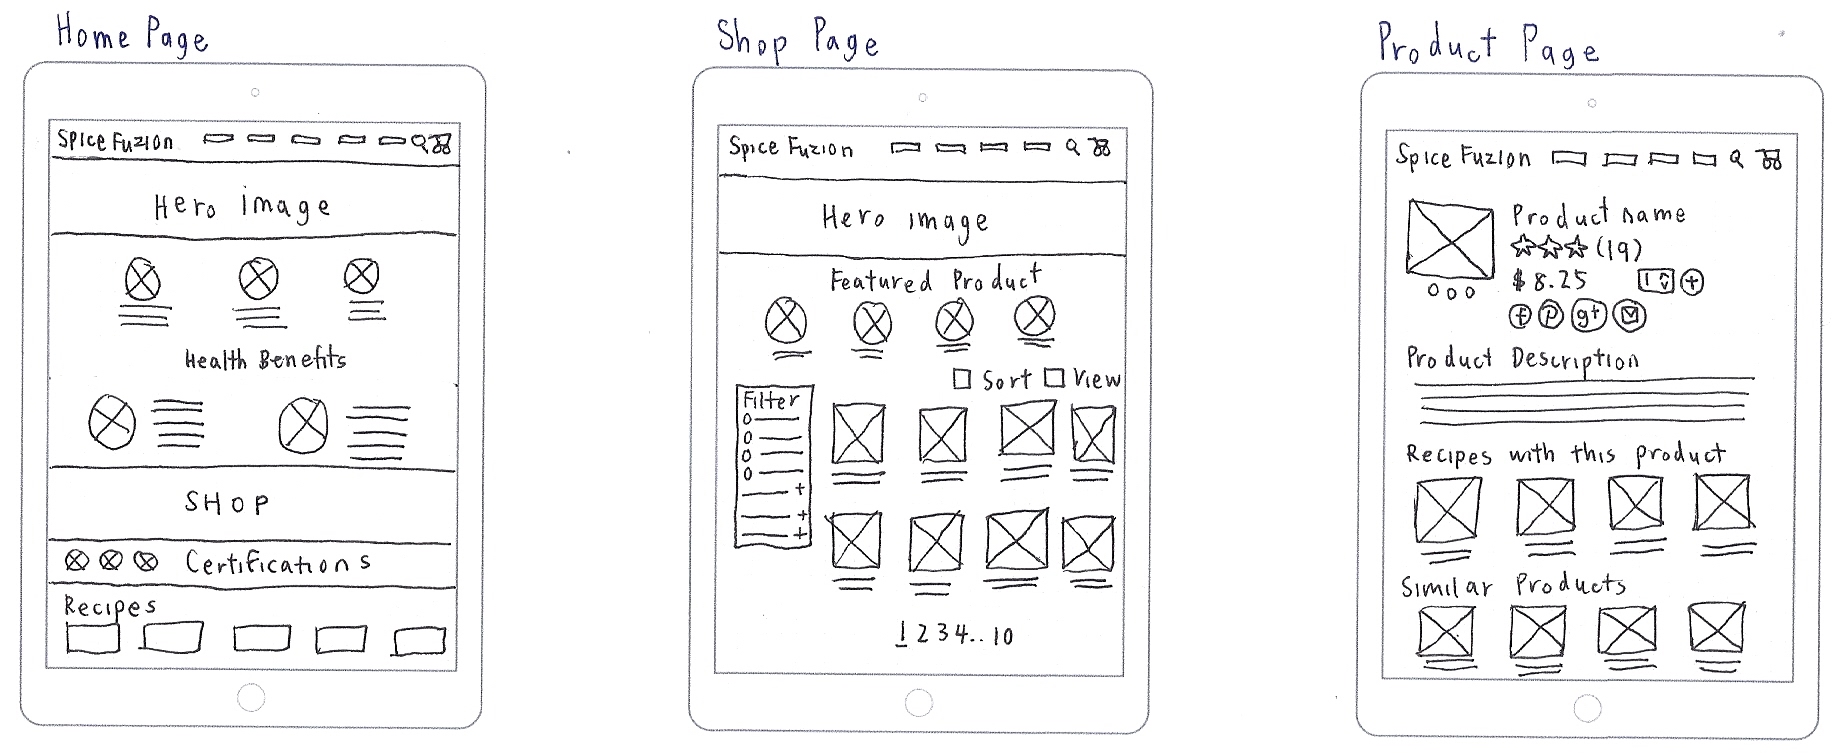 Home Page
Spice Fuzion
Hero image
Health Benefits
SHOP
Certifications
Recipes
Shop Page
Spice Fuzion
Hero image
Featured Product
Sort View
Filter
1 2 3 4.. 10
Product Page
Spice Fuzion
Product name
(19)
$8.25 1 +
f p g+ M
Product Description
Recipes with this product
Similar Products